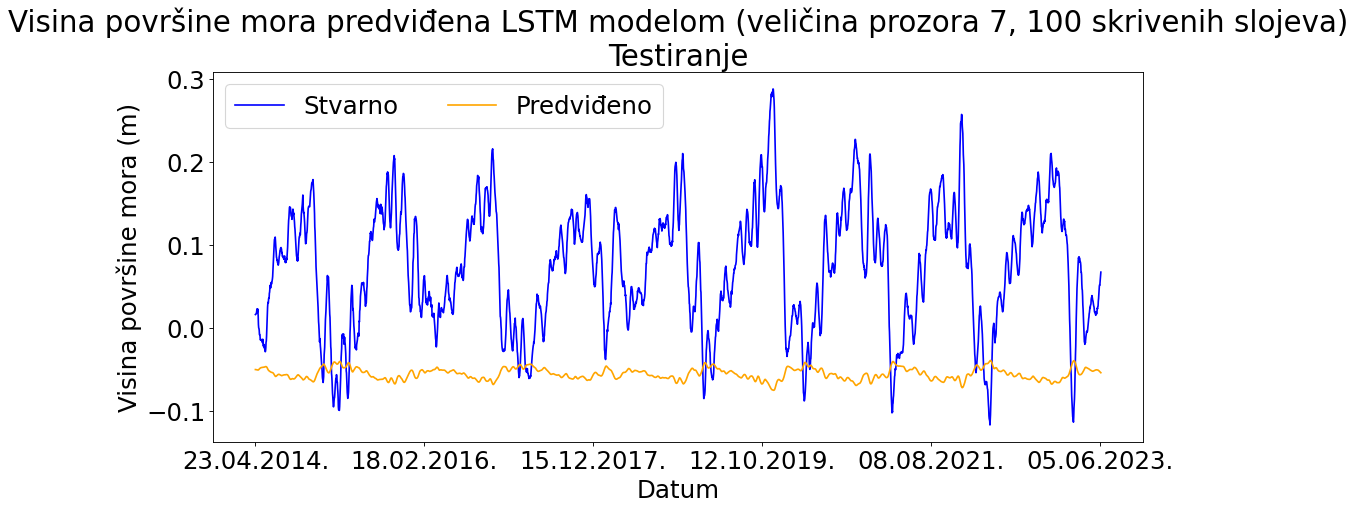 Visina površine mora predviđena LSTM modelom (veličina prozora 7, 100 skrivenih slojeva)
Testiranje
Stvarno
Predviđeno
Visina površine mora (m)
0.3
0.2
0.1
0.0
−0.1
23.04.2014.
18.02.2016.
15.12.2017.
12.10.2019.
08.08.2021.
05.06.2023.
Datum